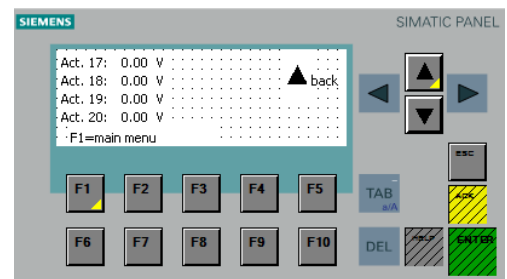 SIEMENS
SIMATIC PANEL
Act. 17: 0.00 V
Act. 18: 0.00 V
back
Act. 19: 0.00 V
Act. 20: 0.00 V
F1=main menu
ESC
F1 F2 F3 F4 F5
TAB
a/A
ACK
F6 F7 F8 F9 F10
DEL
HELP
ENTER